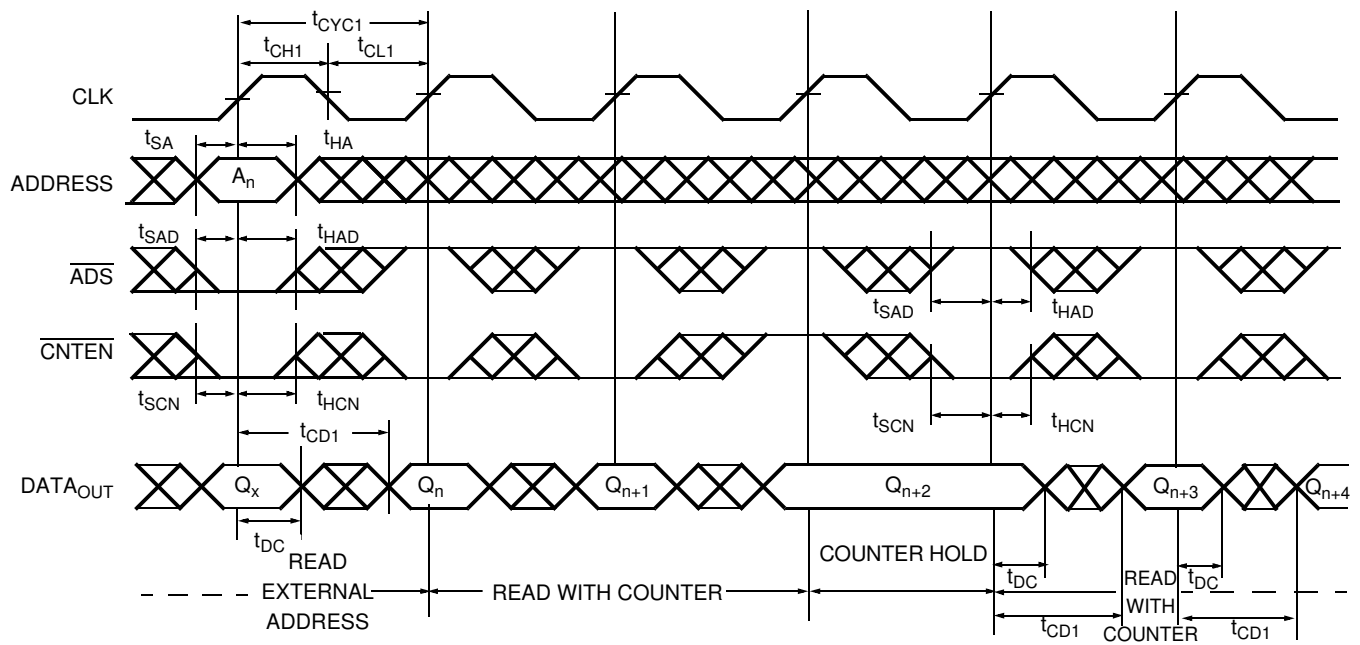 tCYC1
tCH1 tCL1
CLK
tSA tHA
ADDRESS An
tSAD tHAD
ADS
tSAD tHAD
CNTEN
tSCN tHCN
tSCN tHCN
tCD1
DATAOUT Qx Qn Qn+1 Qn+2 Qn+3 Qn+4
tDC
READ
EXTERNAL
ADDRESS
READ WITH COUNTER
COUNTER HOLD
tDC
tCD1
READ
WITH
COUNTER
tDC
tCD1